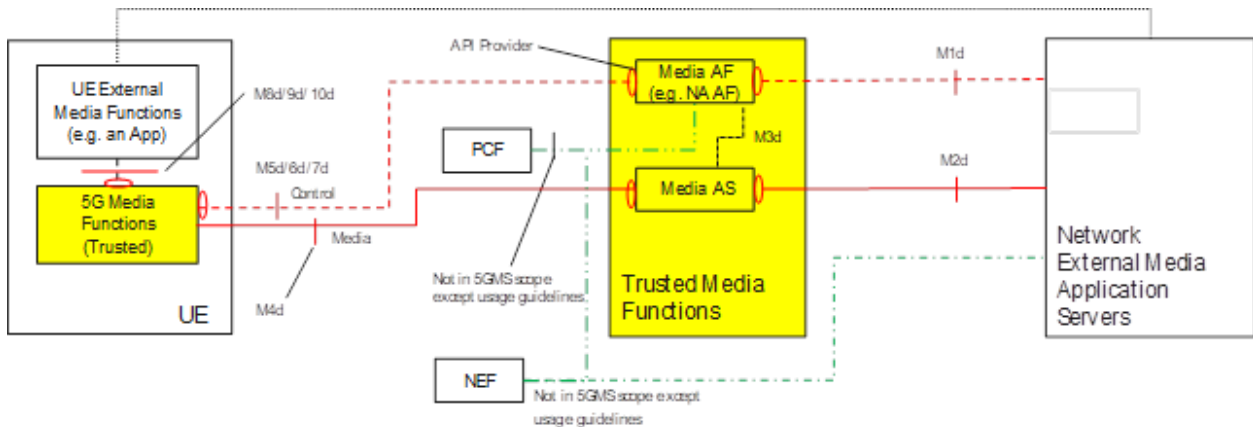 API Provider
UE External
Media Functions
(e.g. an App)
M8d/9d/10d
M5d/6d/7d
Control
5G Media
Functions
(Trusted)
Media
M4d
UE
PCF
Not in 5GMS scope
except usage guidelines
NEF
Not in 5GMS scope except
usage guidelines
Media AF
(e.g. NA AF)
M3d
Media AS
Trusted Media
Functions
M1d
M2d
Network
External Media
Application
Servers